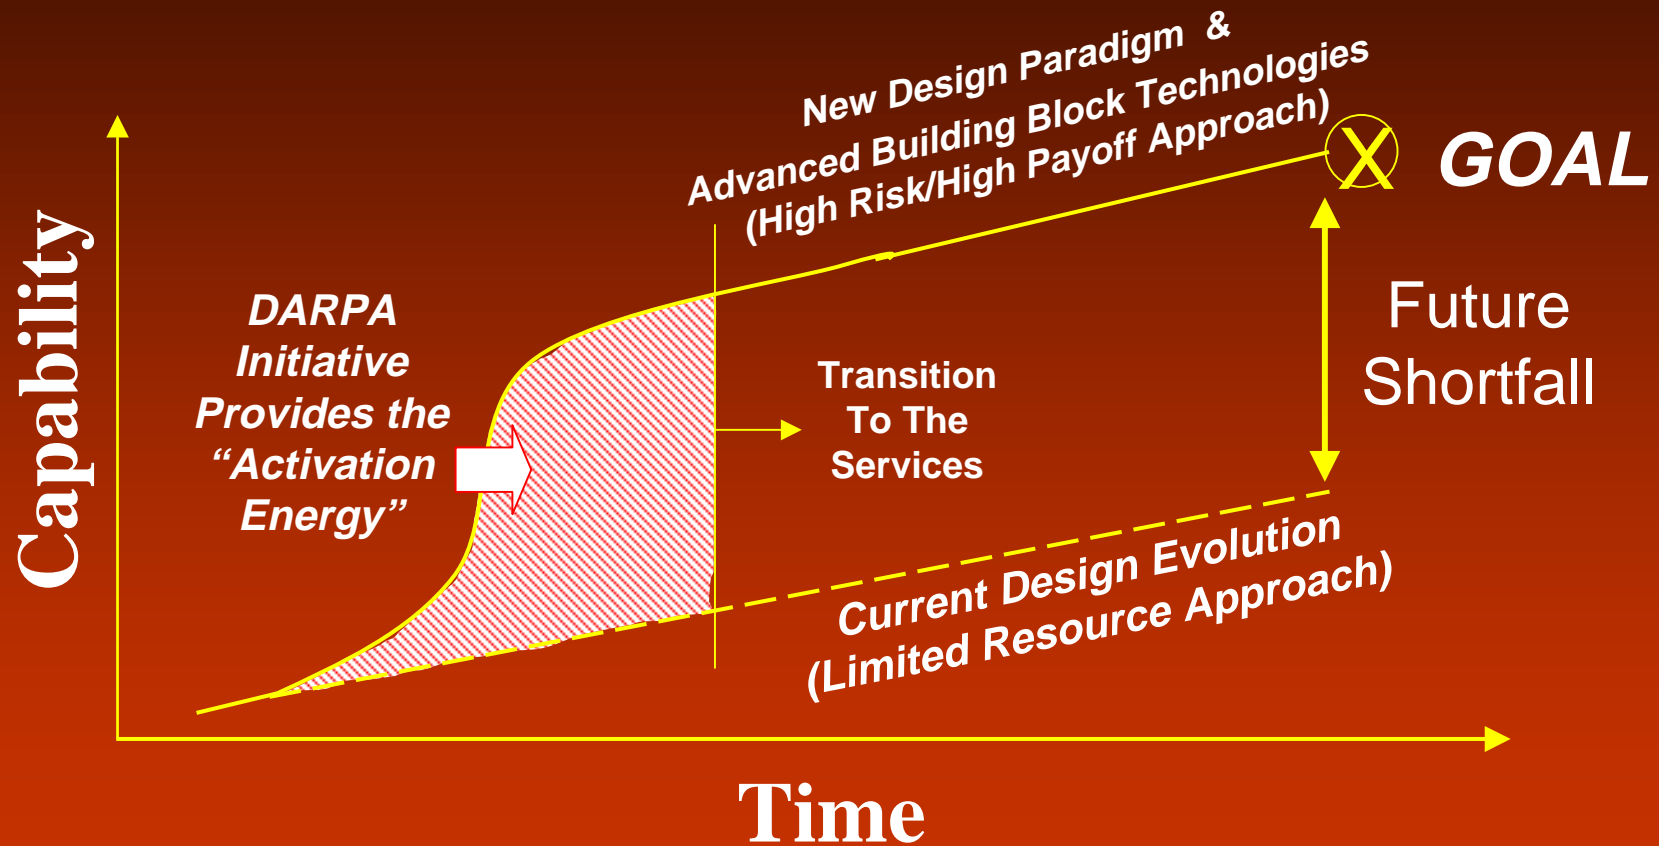 New Design Paradigm &
Advanced Building Block Technologies
(High Risk/High Payoff Approach)
X
GOAL
Capability
DARPA
Initiative
Provides the
“Activation
Energy”
Transition
To The
Services
Future
Shortfall
Current Design Evolution
(Limited Resource Approach)
Time